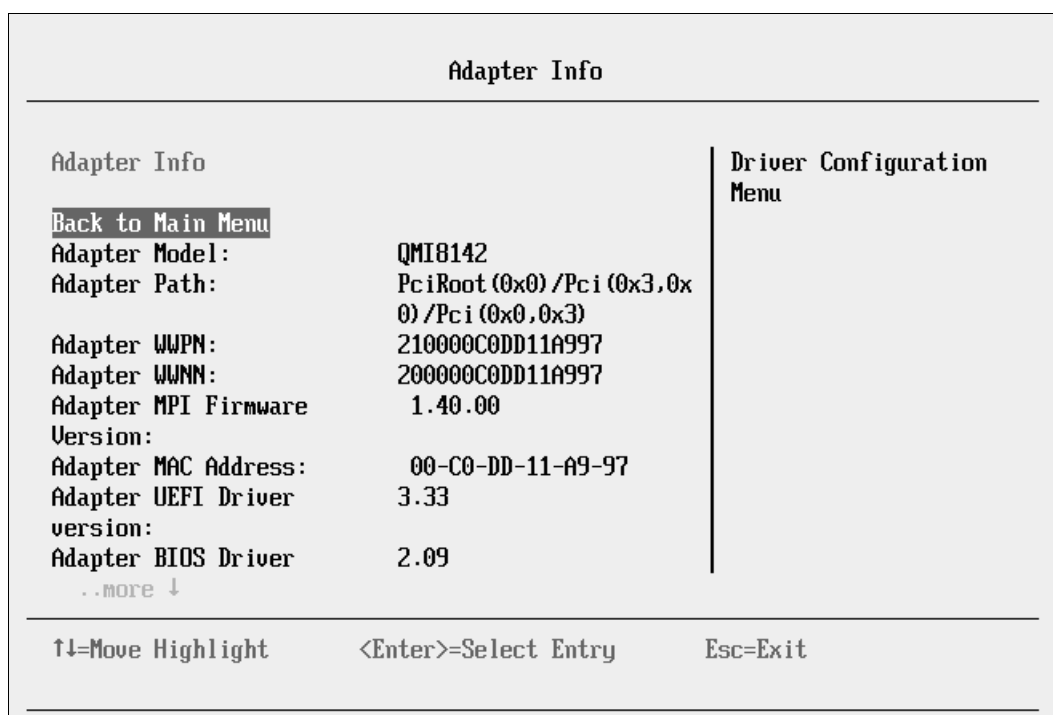 Adapter Info
Adapter Info
Driver Configuration
Menu
Back to Main Menu
Adapter Model: QMI8142
Adapter Path: PciRoot(0x0)/Pci(0x3,0x
0)/Pci(0x0,0x3)
Adapter WWPN: 210000C0DD11A997
Adapter WWNN: 200000C0DD11A997
Adapter MPI Firmware 1.40.00
Version:
Adapter MAC Address: 00-C0-DD-11-A9-97
Adapter UEFI Driver 3.33
version:
Adapter BIOS Driver 2.09
..more ↓
↑↓=Move Highlight <Enter>=Select Entry Esc=Exit